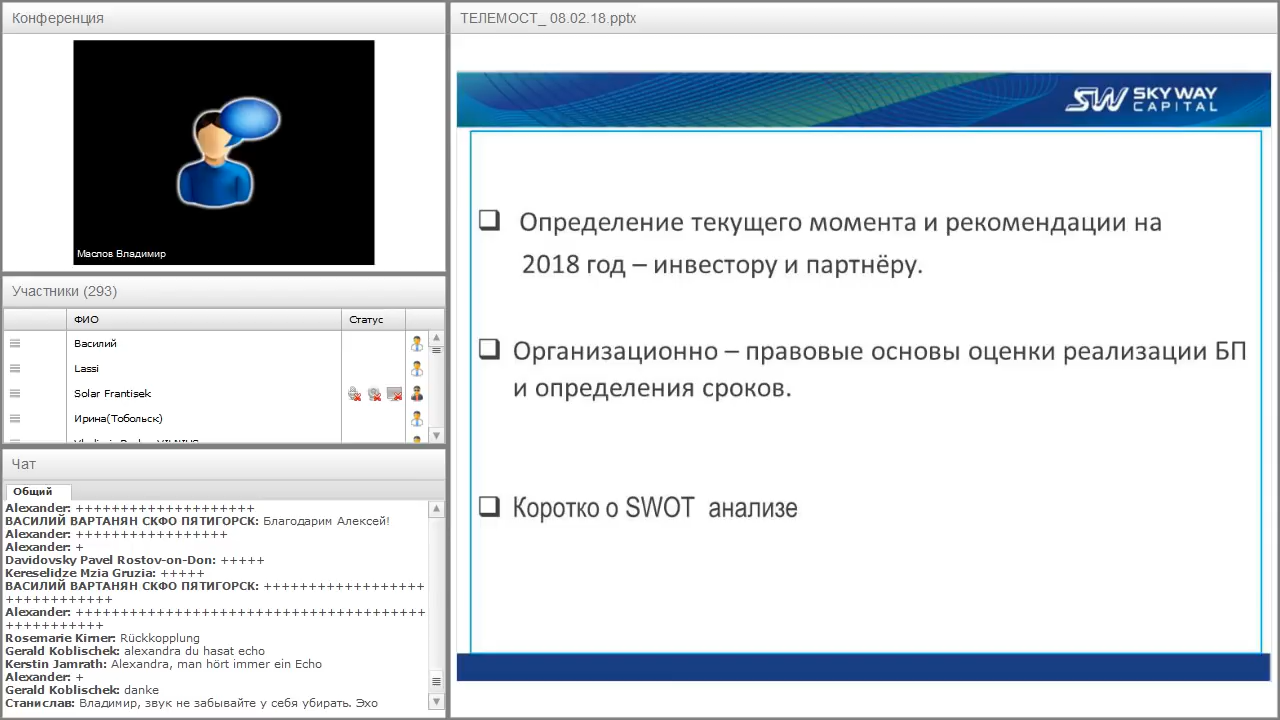 Конференция
Маслов Владимир
Участники (293)
ФИО Статус
Василий
Lassi
Solar Frantisek
Ирина(Тобольск)
Чат
Общий
Alexander: ++++++++++++++++++++
ВАСИЛИЙ ВАРТАНЯН СКФО ПЯТИГОРСК: Благодарим Алексей!
Alexander: +++++++++++++++++
Alexander: +
Davidovsky Pavel Rostov-on-Don: +++++
Kereselidze Mzia Gruzia: +++++
ВАСИЛИЙ ВАРТАНЯН СКФО ПЯТИГОРСК: ++++++++++++++++++
++++++++++++
Alexander: +++++++++++++++++++++++++++++++++++++++
+++++++++++
Rosemarie Kirner: Rückkopplung
Gerald Koblischek: alexandra du hasat echo
Kerstin Jamrath: Alexandra, man hört immer ein Echo
Alexander: +
Gerald Koblischek: danke
Станислав: Владимир, звук не забывайте у себя убирать. Эхо
ТЕЛЕМОСТ_ 08.02.18.pptx
SW SKY WAY
CAPITAL
Определение текущего момента и рекомендации на
2018 год – инвестору и партнёру.
Организационно – правовые основы оценки реализации БП
и определения сроков.
Коротко о SWOT анализе